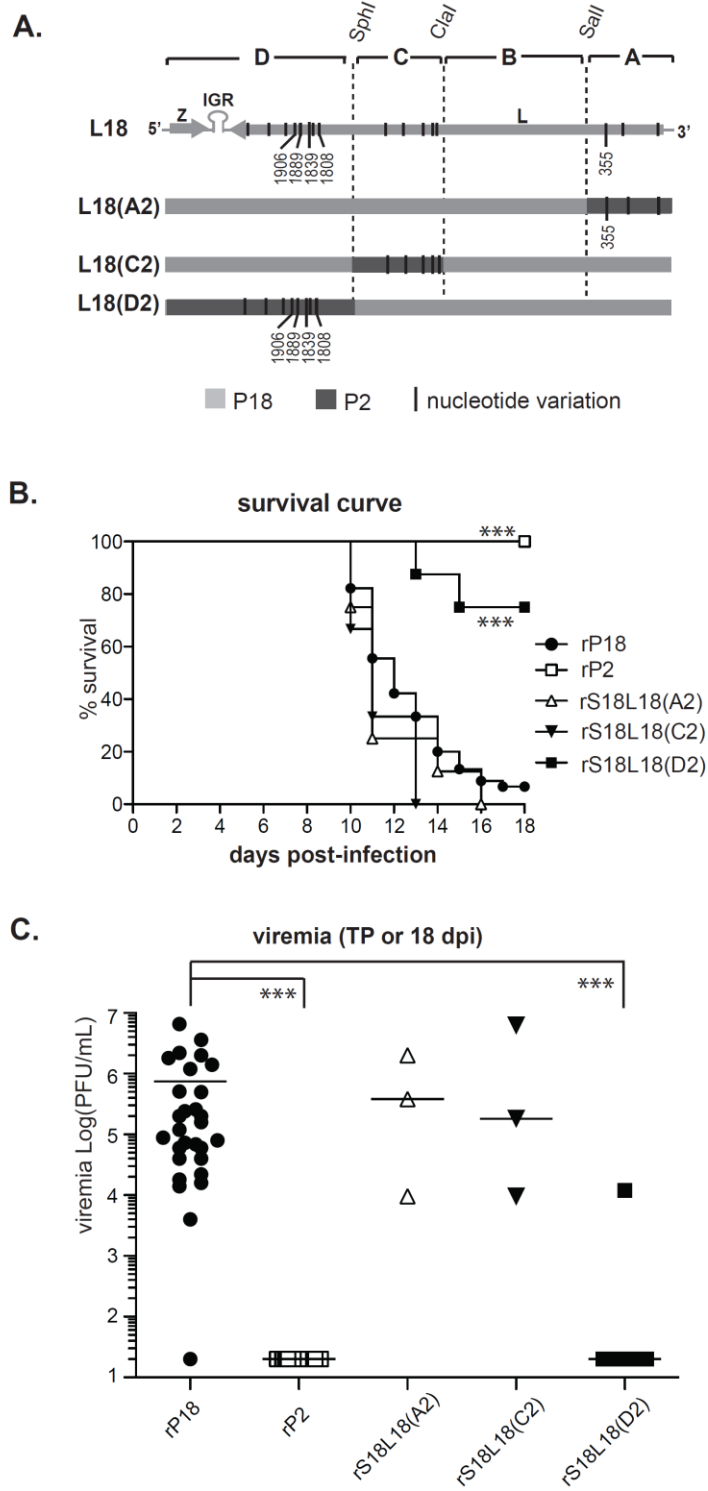 A.
SphI ClaI SalI
D C B A
Z IGR L
L18 5' 3'
1906 1889 1839 1808 355
L18(A2)
355
L18(C2)
L18(D2)
1906 1889 1839 1808
P18 P2 nucleotide variation
B.
survival curve
% survival
100
80
60
40
20
0
0 2 4 6 8 10 12 14 16 18
days post-infection
***
***
rP18
rP2
rS18L18(A2)
rS18L18(C2)
rS18L18(D2)
C.
viremia (TP or 18 dpi)
*** ***
viremia Log(PFU/mL)
7
6
5
4
3
2
1
rP18 rP2 rS18L18(A2) rS18L18(C2) rS18L18(D2)